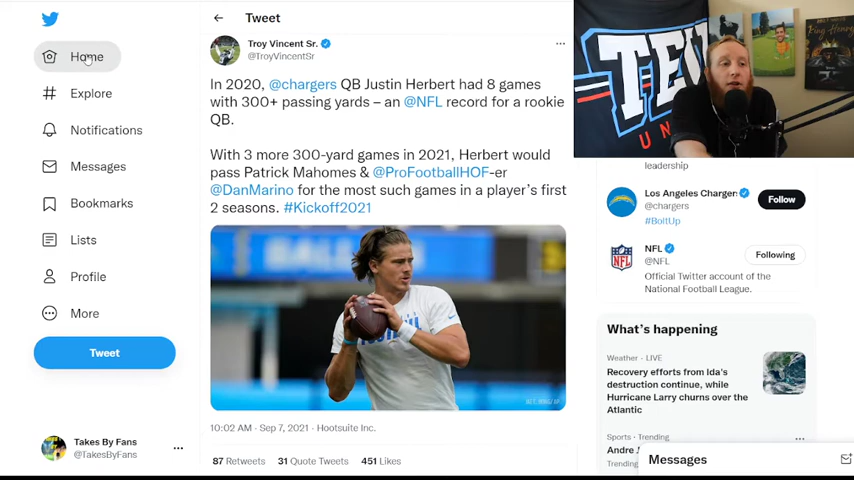 Home
Explore
Notifications
Messages
Bookmarks
Lists
Profile
More
Tweet
Takes By Fans
@TakesByFans
Tweet
Troy Vincent Sr.
@TroyVincentSr
In 2020, @chargers QB Justin Herbert had 8 games
with 300+ passing yards – an @NFL record for a rookie
QB.
With 3 more 300-yard games in 2021, Herbert would
pass Patrick Mahomes & @ProFootballHOF-er
@DanMarino for the most such games in a player's first
2 seasons. #Kickoff2021
10:02 AM · Sep 7, 2021 · Hootsuite Inc.
87 Retweets 31 Quote Tweets 451 Likes
leadership
Los Angeles Chargers
@chargers
Follow
#BoltUp
NFL
@NFL
Following
Official Twitter account of the
National Football League.
What's happening
Weather · LIVE
Recovery efforts from Ida's
destruction continue, while
Hurricane Larry churns over the
Atlantic
Sports · Trending
Andre
Trending
Messages